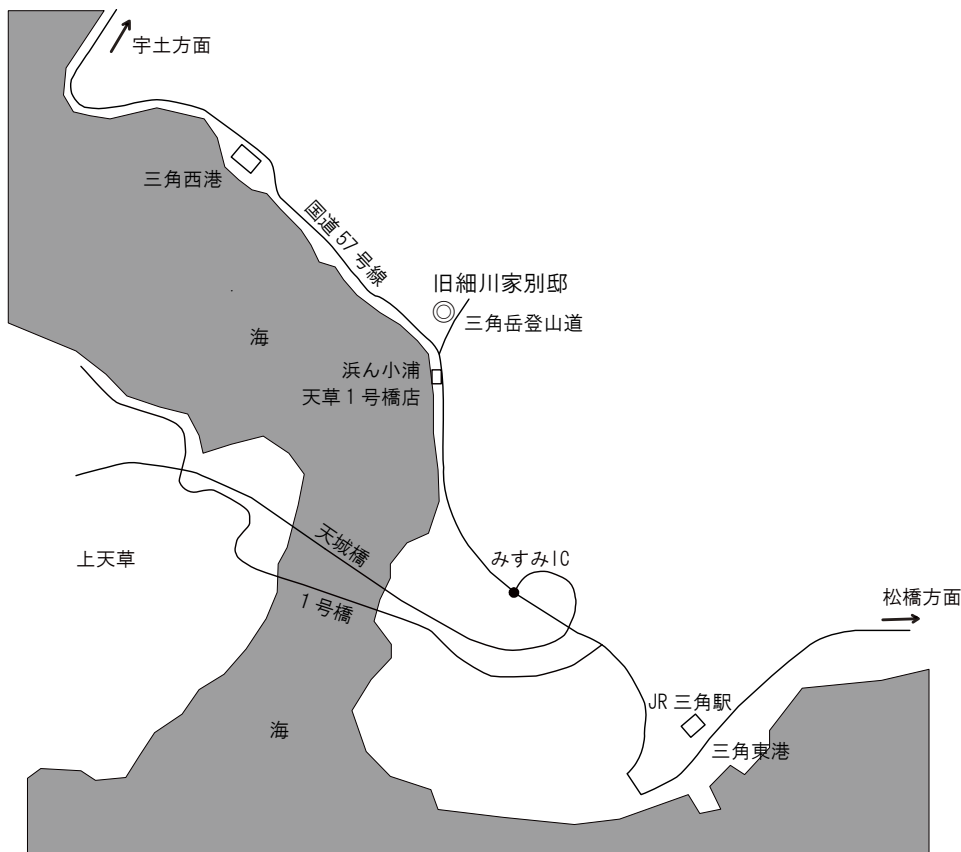 宇土方面
三角西港
国道57号線
旧細川家別邸
三角岳登山道
海
浜ん小浦
天草1号橋店
天城橋
みすみIC
上天草
1号橋
松橋方面
JR三角駅
三角東港
海